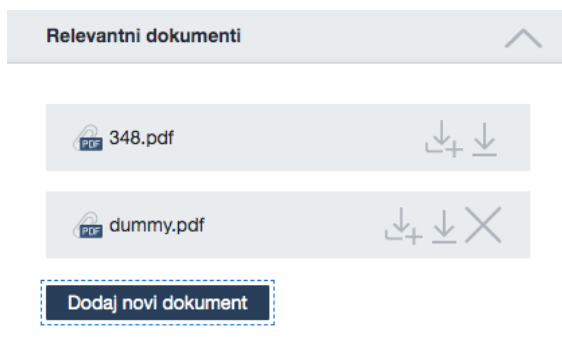 Relevantni dokumenti
PDF 348.pdf
PDF dummy.pdf
Dodaj novi dokument